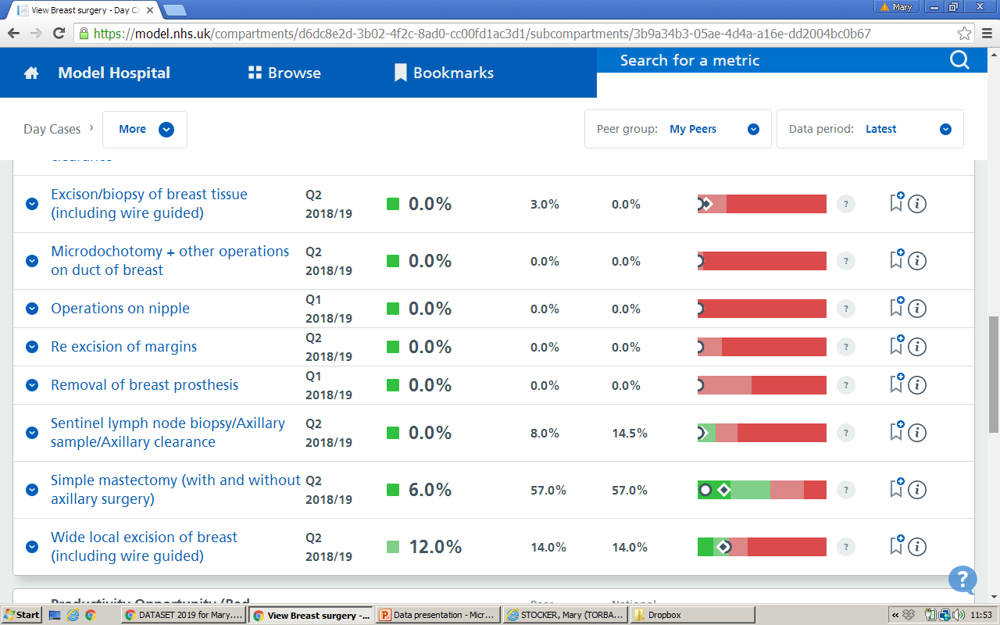 View Breast surgery - Day Ca
Mary
https://model.nhs.uk/compartments/d6dc8e2d-3b02-4f2c-8ad0-cc00fd1ac3d1/subcompartments/3b9a34b3-05ae-4d4a-a16e-dd2004bc0b67
Model Hospital Browse Bookmarks Search for a metric
Day Cases › More Peer group: My Peers Data period: Latest
clearance
Excison/biopsy of breast tissue
(including wire guided)
Q2
2018/19
0.0% 3.0% 0.0% ? i
Microdochotomy + other operations
on duct of breast
Q2
2018/19
0.0% 0.0% 0.0% ? i
Operations on nipple
Q1
2018/19
0.0% 0.0% 0.0% ? i
Re excision of margins
Q2
2018/19
0.0% 0.0% 0.0% ? i
Removal of breast prosthesis
Q1
2018/19
0.0% 0.0% 0.0% ? i
Sentinel lymph node biopsy/Axillary
sample/Axillary clearance
Q2
2018/19
0.0% 8.0% 14.5% ? i
Simple mastectomy (with and without
axillary surgery)
Q2
2018/19
6.0% 57.0% 57.0% ? i
Wide local excision of breast
(including wire guided)
Q2
2018/19
12.0% 14.0% 14.0% ? i
?
Productivity Opportunity (Bed Peer National
Start DATASET 2019 for Mary.... View Breast surgery -... Data presentation - Micr... STOCKER, Mary (TORBA... Dropbox « 11:53